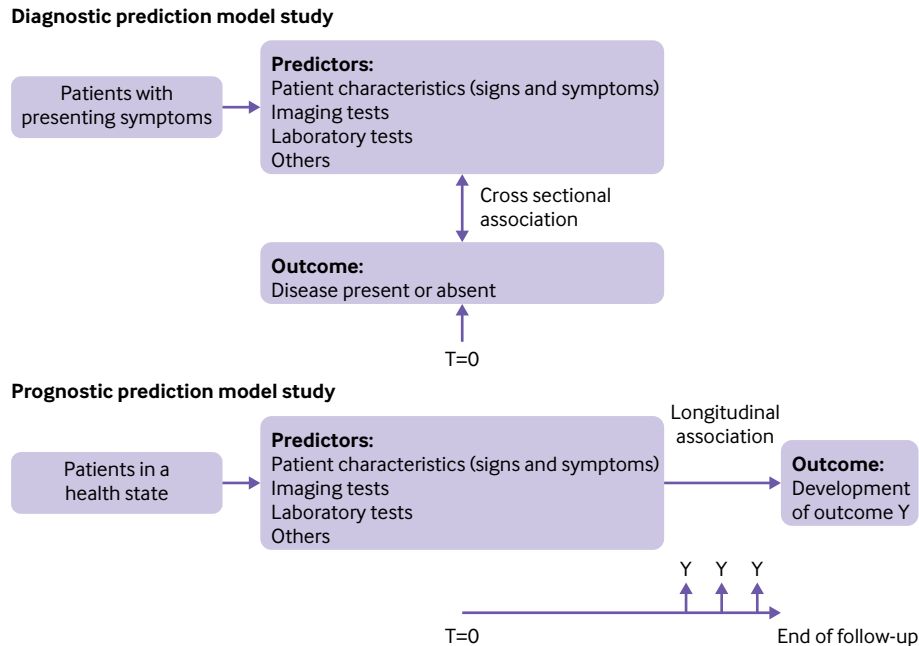 Diagnostic prediction model study
Patients with
presenting symptoms
Predictors:
Patient characteristics (signs and symptoms)
Imaging tests
Laboratory tests
Others
Cross sectional
association
Outcome:
Disease present or absent
T=0
Prognostic prediction model study
Patients in a
health state
Predictors:
Patient characteristics (signs and symptoms)
Imaging tests
Laboratory tests
Others
Longitudinal
association
Outcome:
Development
of outcome Y
Y Y Y
T=0
End of follow-up